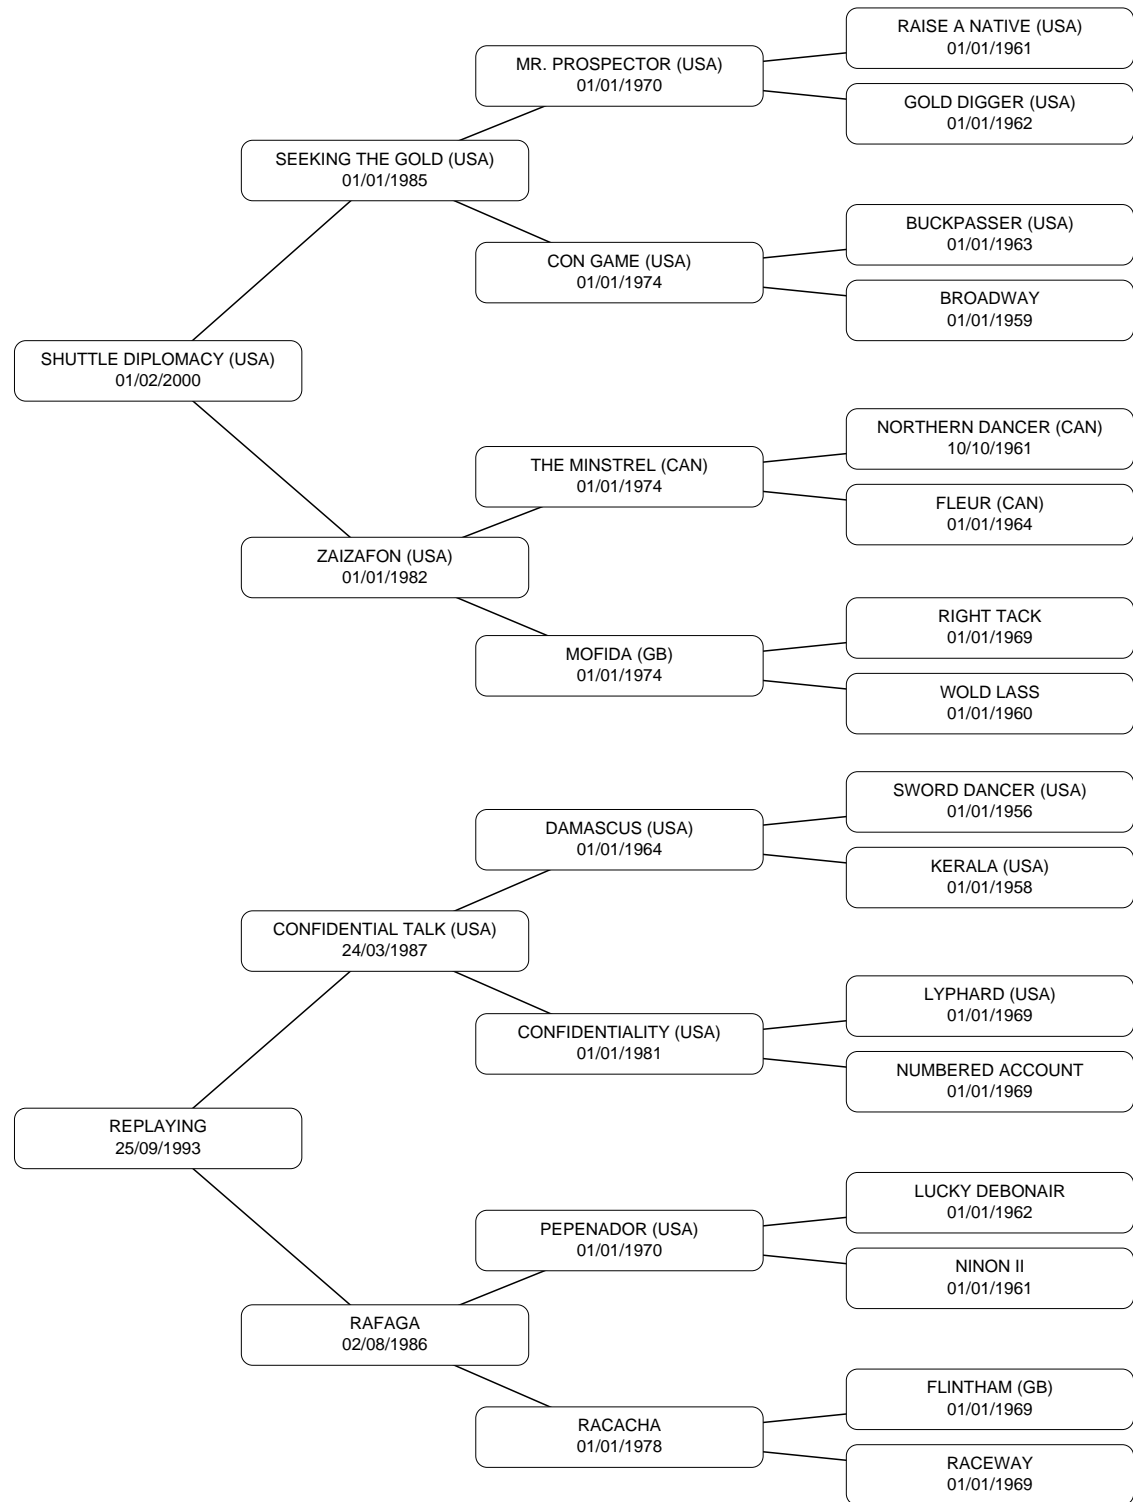 RAISE A NATIVE (USA)
01/01/1961
MR. PROSPECTOR (USA)
01/01/1970
GOLD DIGGER (USA)
01/01/1962
SEEKING THE GOLD (USA)
01/01/1985
BUCKPASSER (USA)
01/01/1963
CON GAME (USA)
01/01/1974
BROADWAY
01/01/1959
SHUTTLE DIPLOMACY (USA)
01/02/2000
NORTHERN DANCER (CAN)
10/10/1961
THE MINSTREL (CAN)
01/01/1974
FLEUR (CAN)
01/01/1964
ZAIZAFON (USA)
01/01/1982
RIGHT TACK
01/01/1969
MOFIDA (GB)
01/01/1974
WOLD LASS
01/01/1960
SWORD DANCER (USA)
01/01/1956
DAMASCUS (USA)
01/01/1964
KERALA (USA)
01/01/1958
CONFIDENTIAL TALK (USA)
24/03/1987
LYPHARD (USA)
01/01/1969
CONFIDENTIALITY (USA)
01/01/1981
NUMBERED ACCOUNT
01/01/1969
REPLAYING
25/09/1993
LUCKY DEBONAIR
01/01/1962
PEPENADOR (USA)
01/01/1970
NINON II
01/01/1961
RAFAGA
02/08/1986
FLINTHAM (GB)
01/01/1969
RACACHA
01/01/1978
RACEWAY
01/01/1969